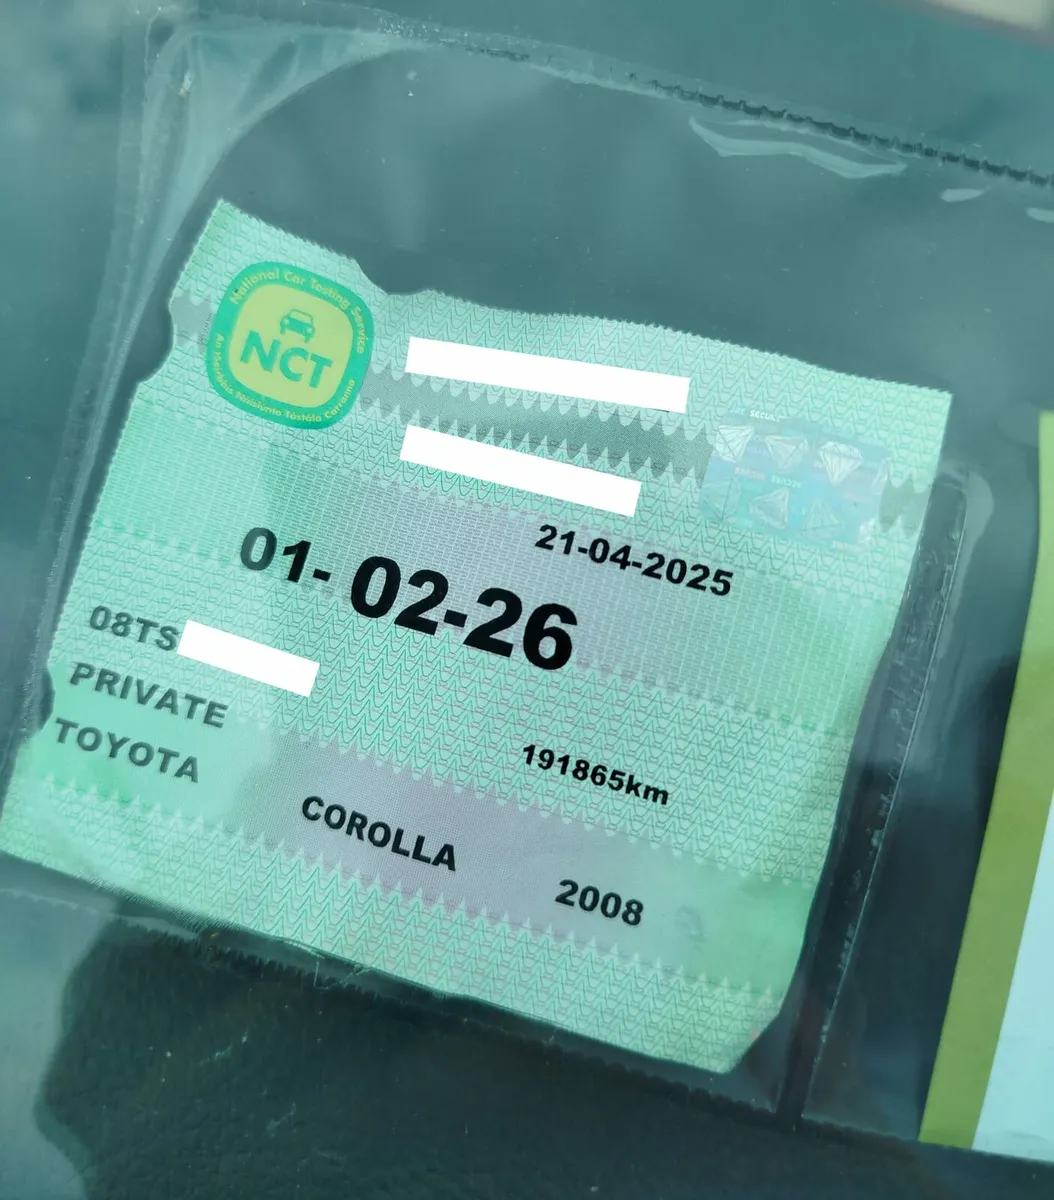 National Car Testing Service
NCT
An tSeirbhís Náisiúnta Tástála Carranna
21-04-2025
01-02-26
08TS
PRIVATE
191865km
TOYOTA
COROLLA
2008